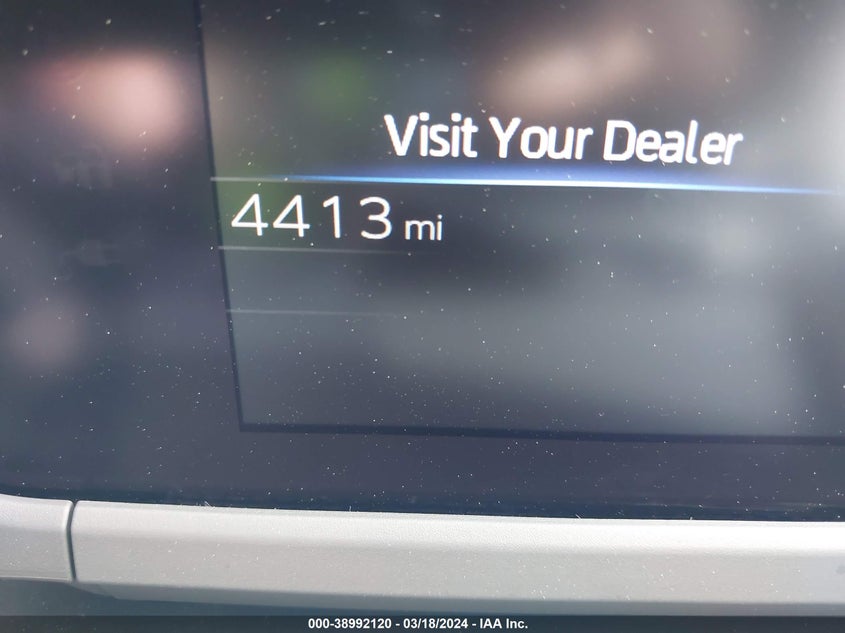 Visit Your Dealer
4413 mi
000-38992120 - 03/18/2024 - IAA Inc.